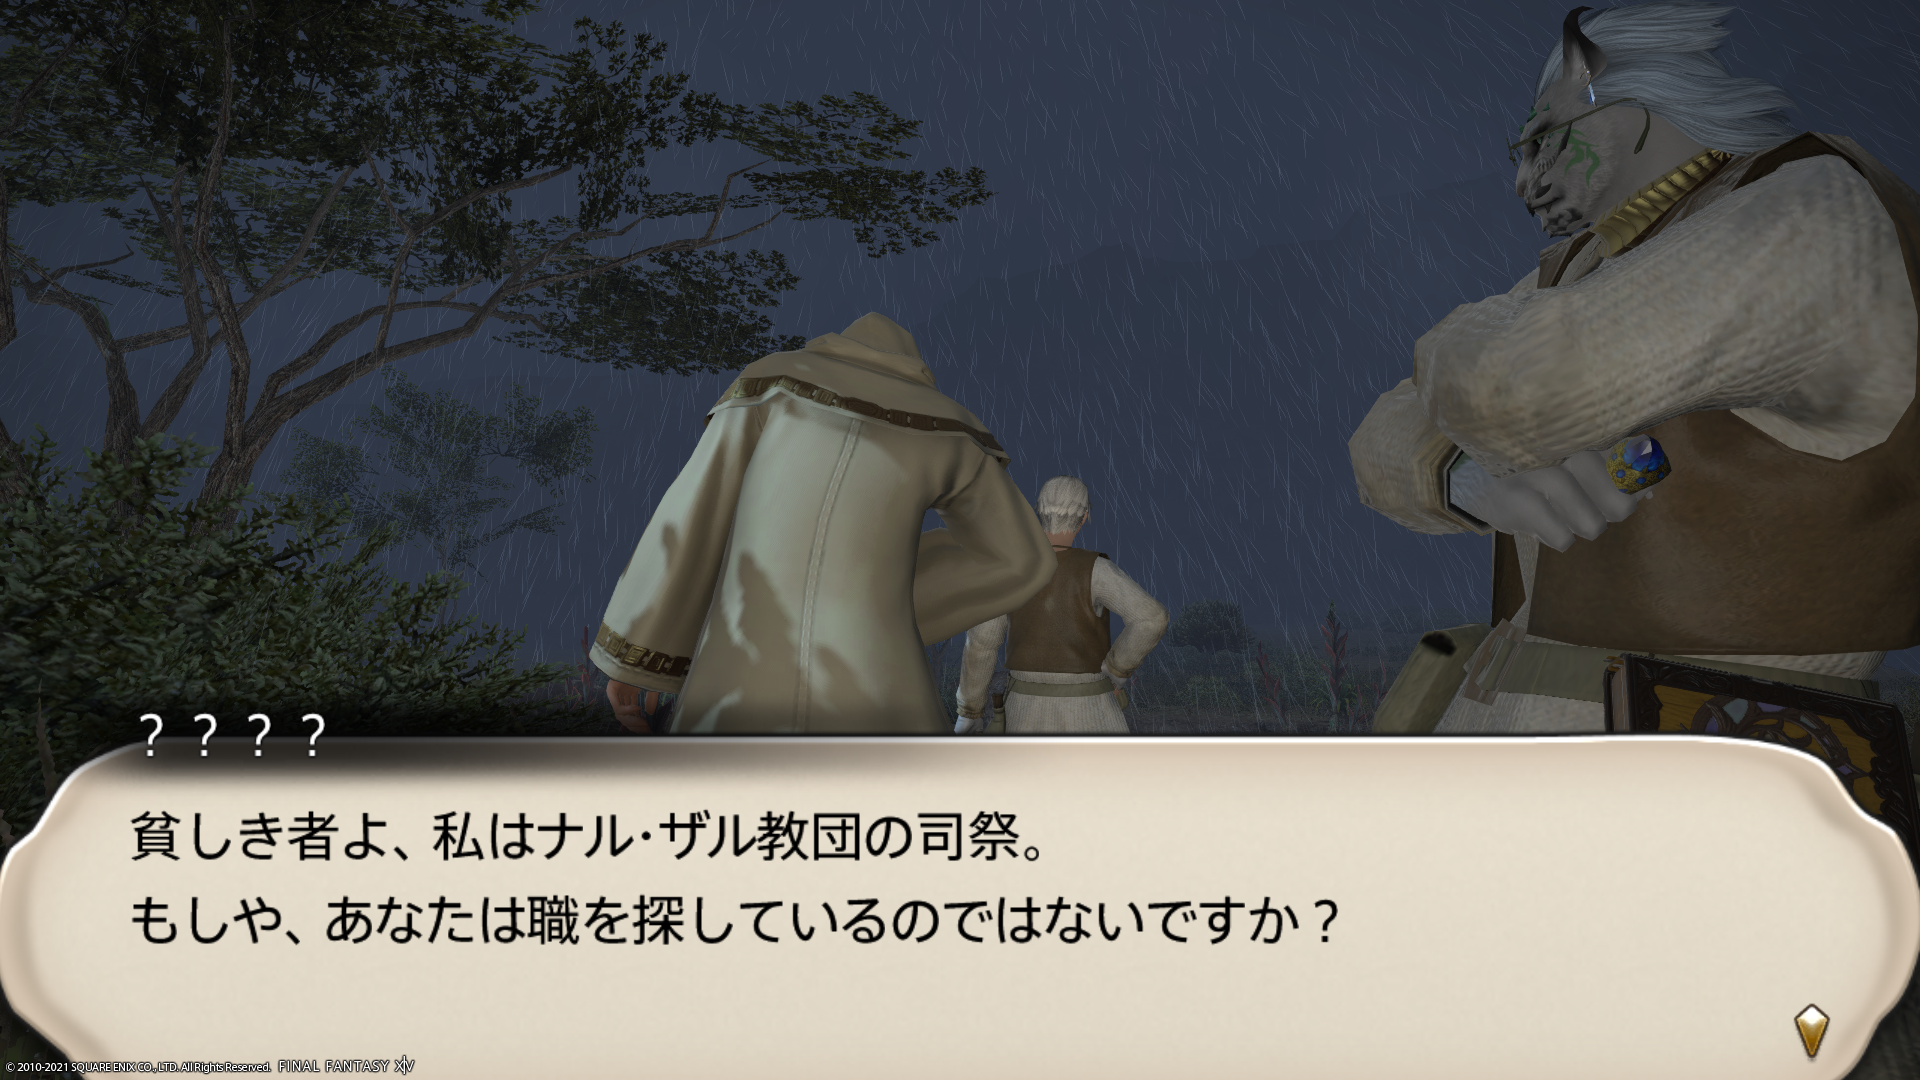 ？？？？
貧しき者よ、私はナル・ザル教団の司祭。
もしや、あなたは職を探しているのではないですか？
© 2010-2021 SQUARE ENIX CO., LTD. All Rights Reserved. FINAL FANTASY XIV